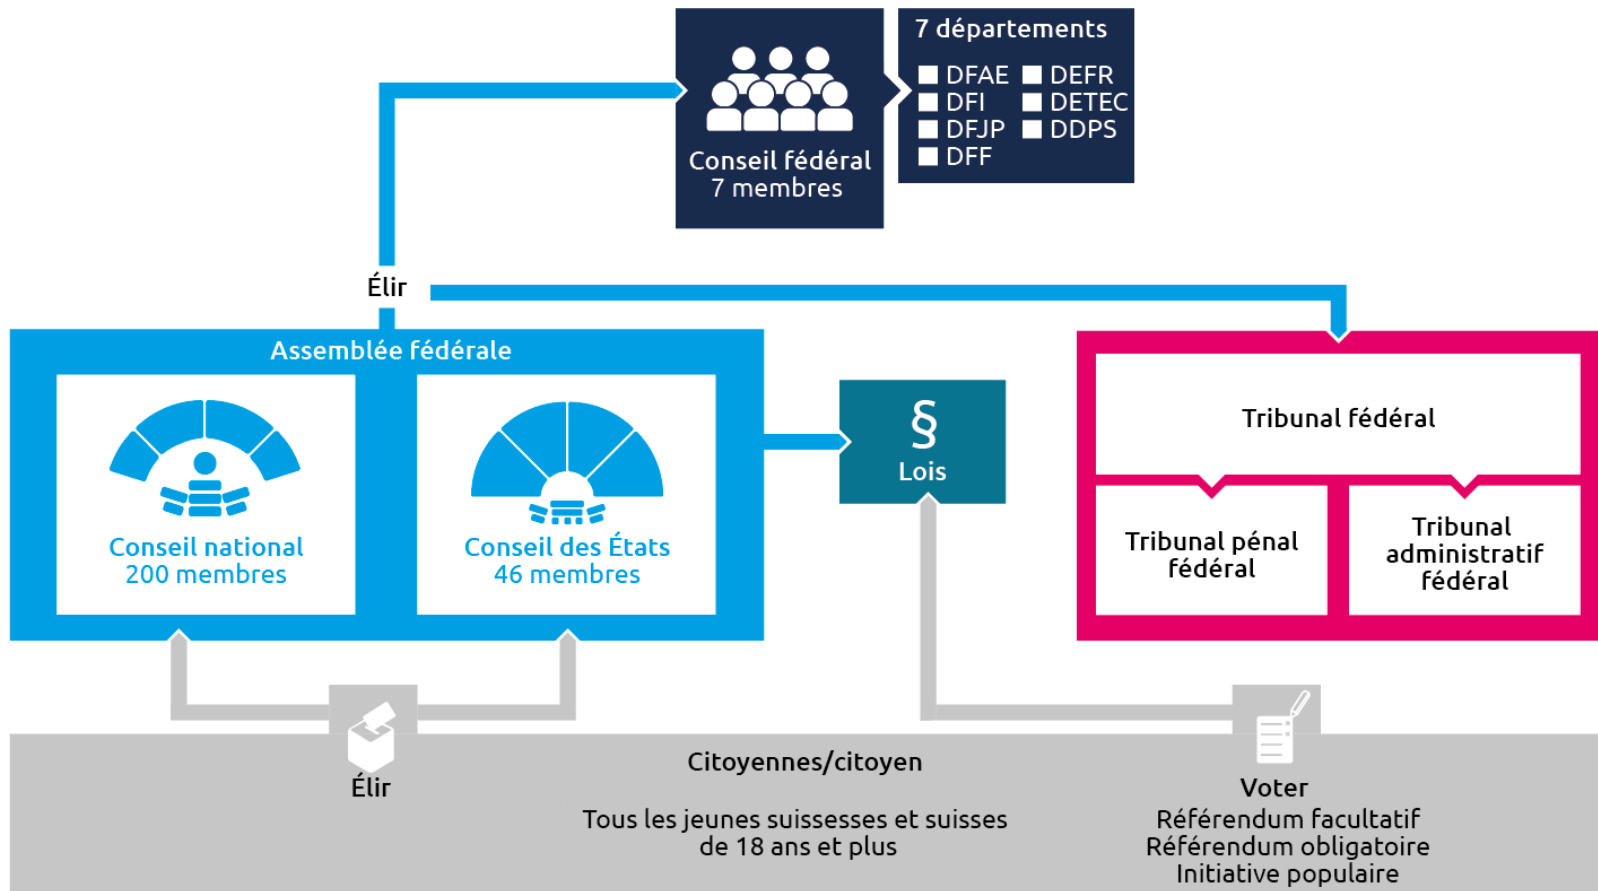 7 départements
DFAE
DEFR
DFI
DETEC
DFJP
DDPS
DFF
Conseil fédéral
7 membres
Élir
Assemblée fédérale
Conseil national
200 membres
Conseil des États
46 membres
§
Lois
Tribunal fédéral
Tribunal pénal
fédéral
Tribunal
administratif
fédéral
Élir
Citoyennes/citoyen
Tous les jeunes suissesses et suisses
de 18 ans et plus
Voter
Référendum facultatif
Référendum obligatoire
Initiative populaire